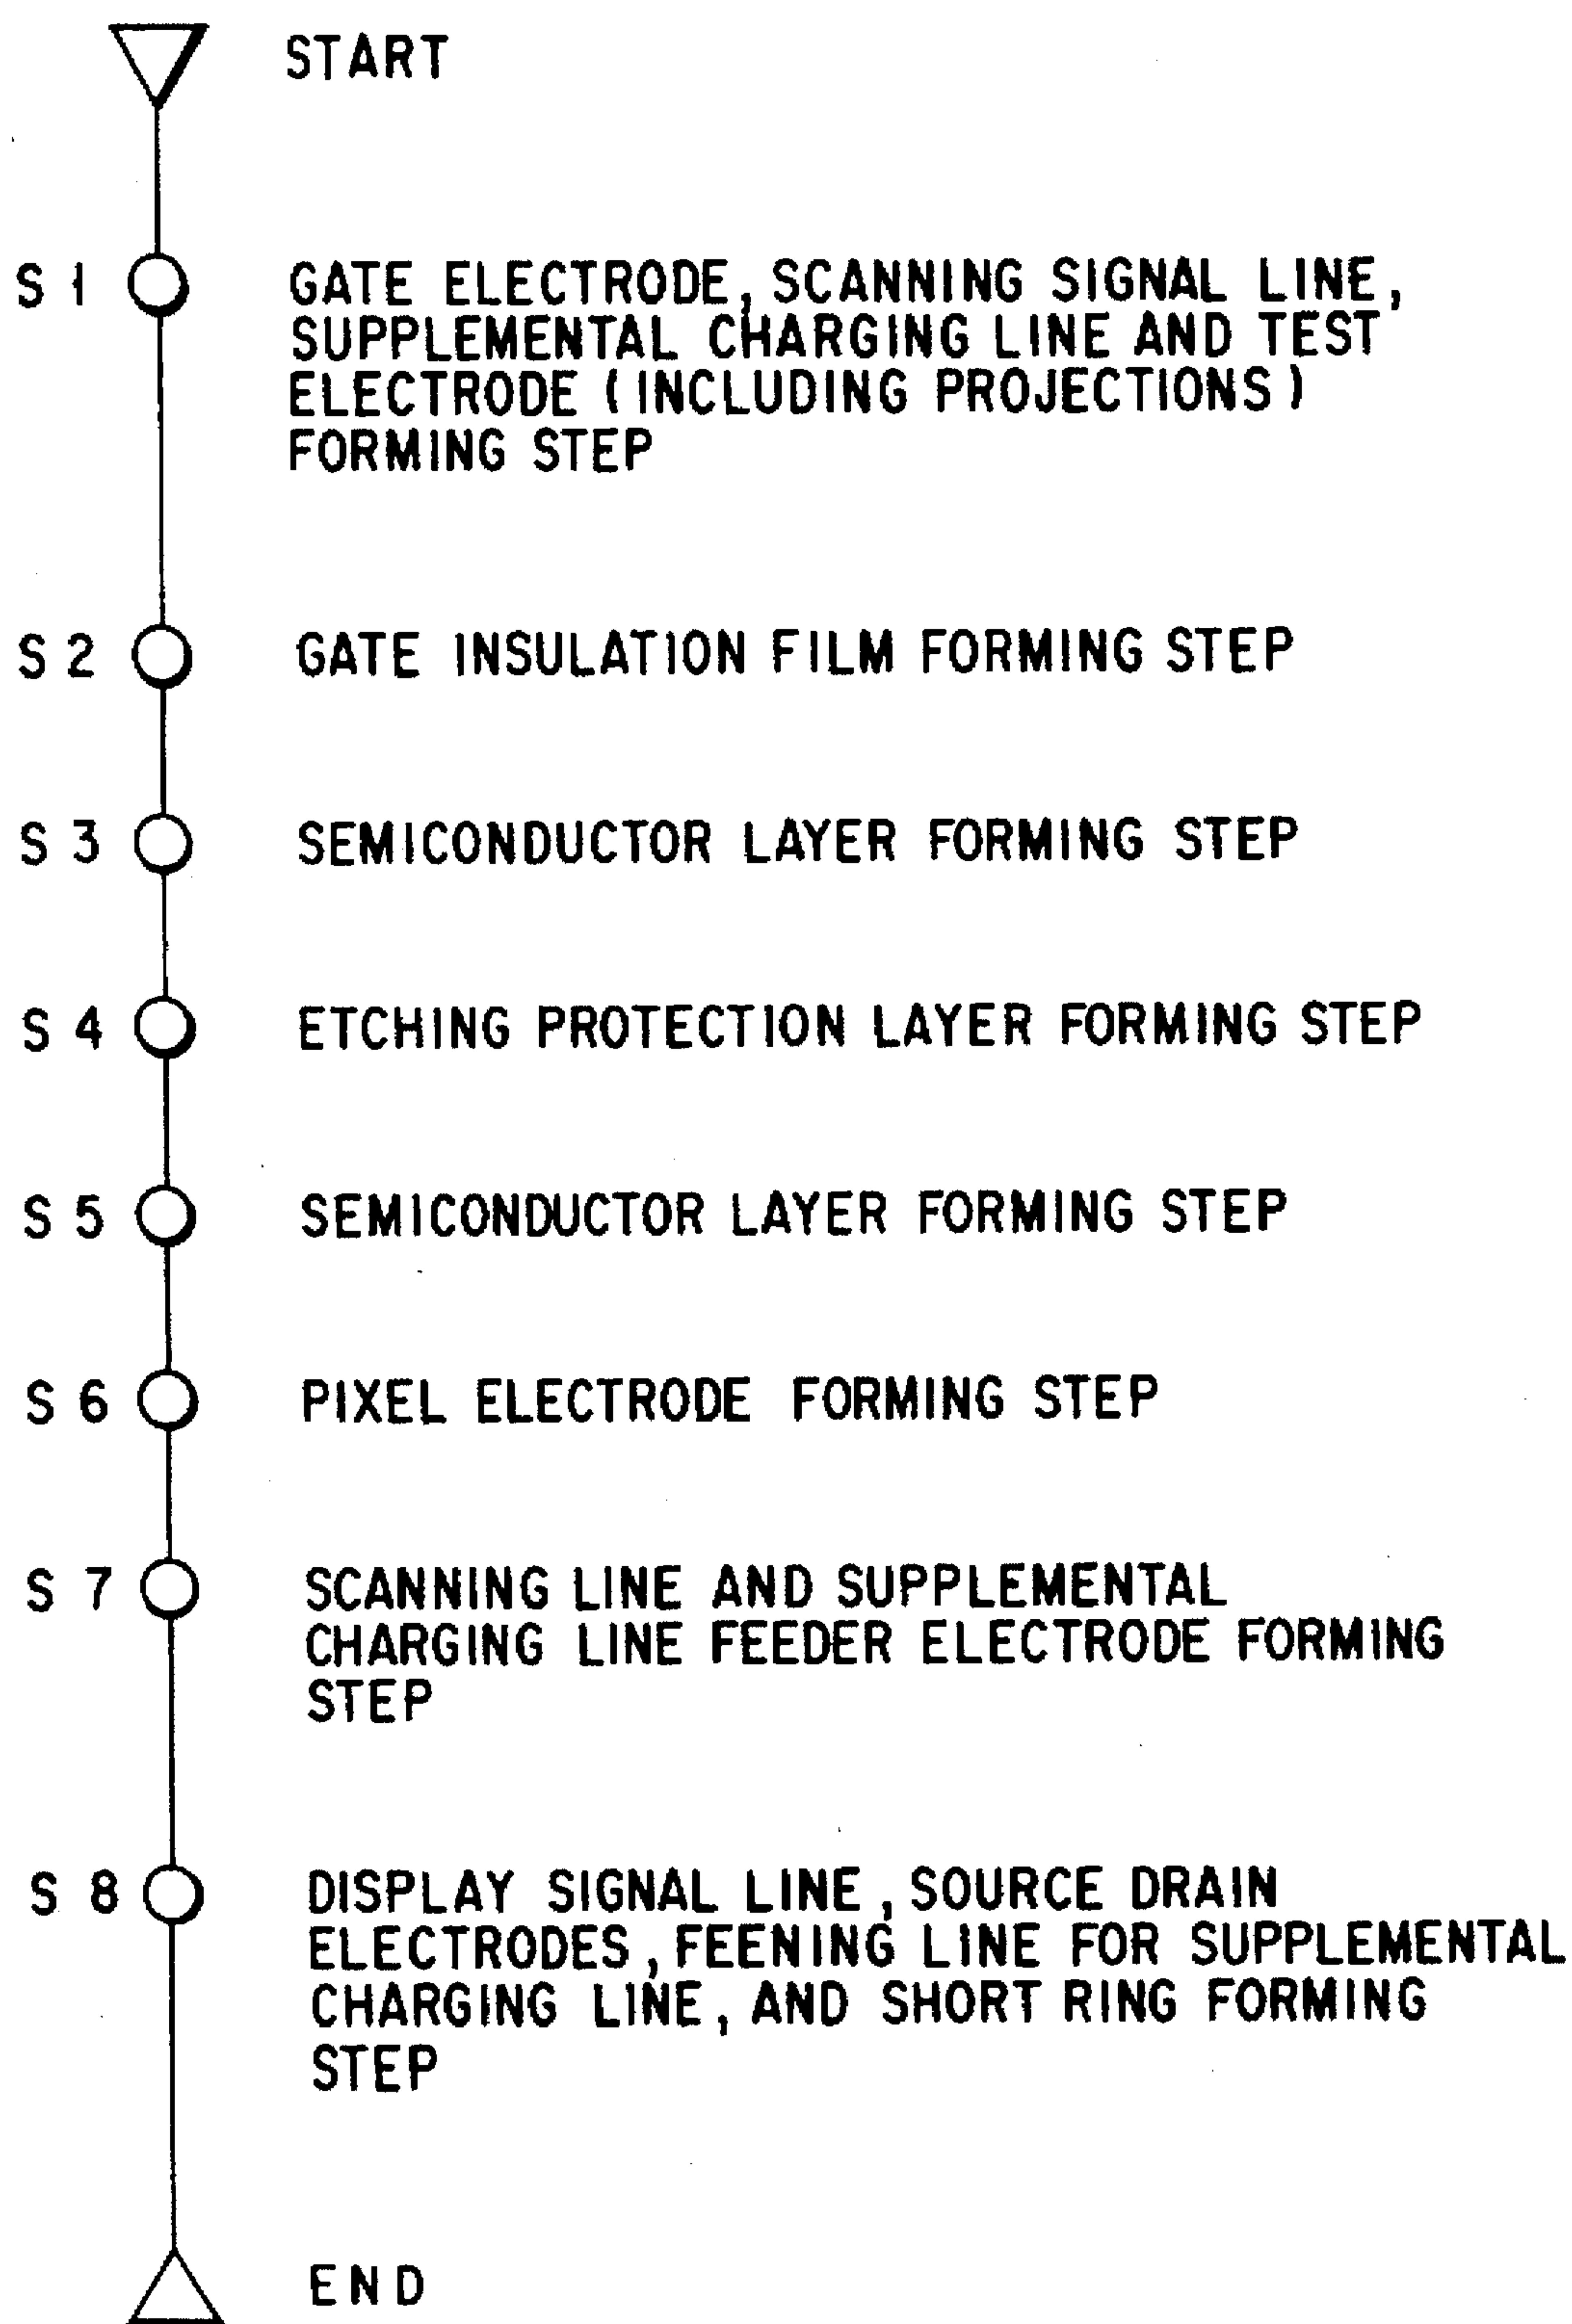 START
S 1 GATE ELECTRODE, SCANNING SIGNAL LINE,
SUPPLEMENTAL CHARGING LINE AND TEST
ELECTRODE (INCLUDING PROJECTIONS)
FORMING STEP
S 2 GATE INSULATION FILM FORMING STEP
S 3 SEMICONDUCTOR LAYER FORMING STEP
S 4 ETCHING PROTECTION LAYER FORMING STEP
S 5 SEMICONDUCTOR LAYER FORMING STEP
S 6 PIXEL ELECTRODE FORMING STEP
S 7 SCANNING LINE AND SUPPLEMENTAL
CHARGING LINE FEEDER ELECTRODE FORMING
STEP
S 8 DISPLAY SIGNAL LINE, SOURCE DRAIN
ELECTRODES, FEENING LINE FOR SUPPLEMENTAL
CHARGING LINE, AND SHORT RING FORMING
STEP
END